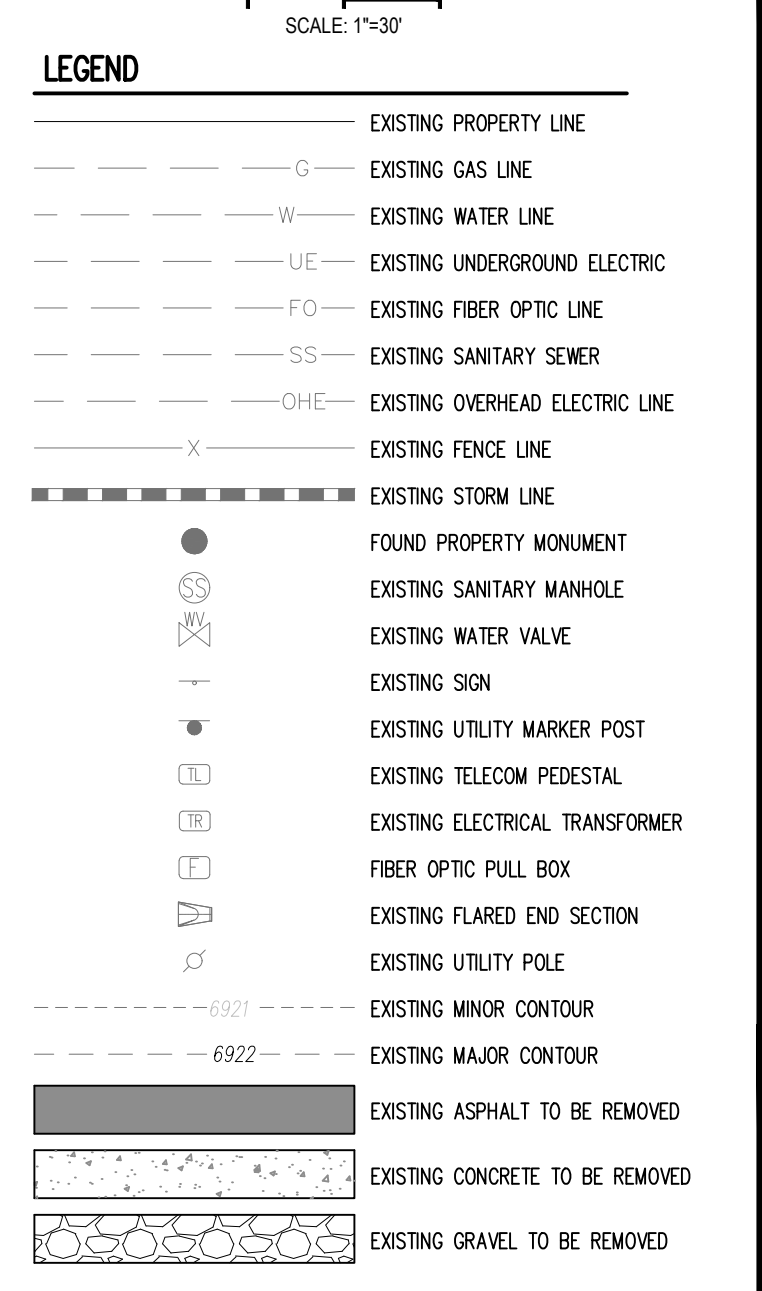 SCALE: 1"=30'
LEGEND
EXISTING PROPERTY LINE
G EXISTING GAS LINE
W EXISTING WATER LINE
UE EXISTING UNDERGROUND ELECTRIC
FO EXISTING FIBER OPTIC LINE
SS EXISTING SANITARY SEWER
OHE EXISTING OVERHEAD ELECTRIC LINE
X EXISTING FENCE LINE
EXISTING STORM LINE
FOUND PROPERTY MONUMENT
SS EXISTING SANITARY MANHOLE
WV EXISTING WATER VALVE
EXISTING SIGN
EXISTING UTILITY MARKER POST
TL EXISTING TELECOM PEDESTAL
TR EXISTING ELECTRICAL TRANSFORMER
F FIBER OPTIC PULL BOX
EXISTING FLARED END SECTION
EXISTING UTILITY POLE
6921 EXISTING MINOR CONTOUR
6922 EXISTING MAJOR CONTOUR
EXISTING ASPHALT TO BE REMOVED
EXISTING CONCRETE TO BE REMOVED
EXISTING GRAVEL TO BE REMOVED